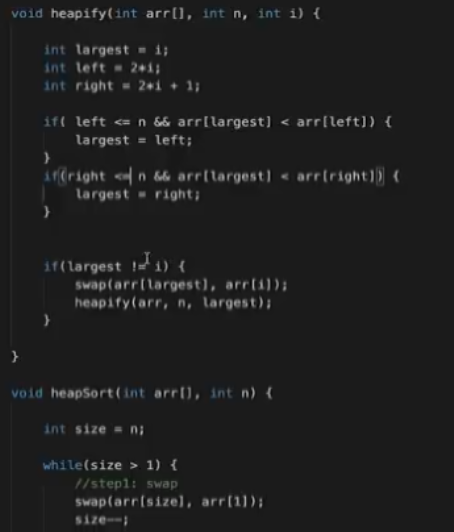 void heapify(int arr[], int n, int i) {
int largest = i;
int left = 2*i;
int right = 2*i + 1;
if( left <= n && arr[largest] < arr[left]) {
largest = left;
}
if(right <= n && arr[largest] < arr[right]) {
largest = right;
}
if(largest != i) {
swap(arr[largest], arr[i]);
heapify(arr, n, largest);
}
}
void heapSort(int arr[], int n) {
int size = n;
while(size > 1) {
//step1: swap
swap(arr[size], arr[1]);
size--;